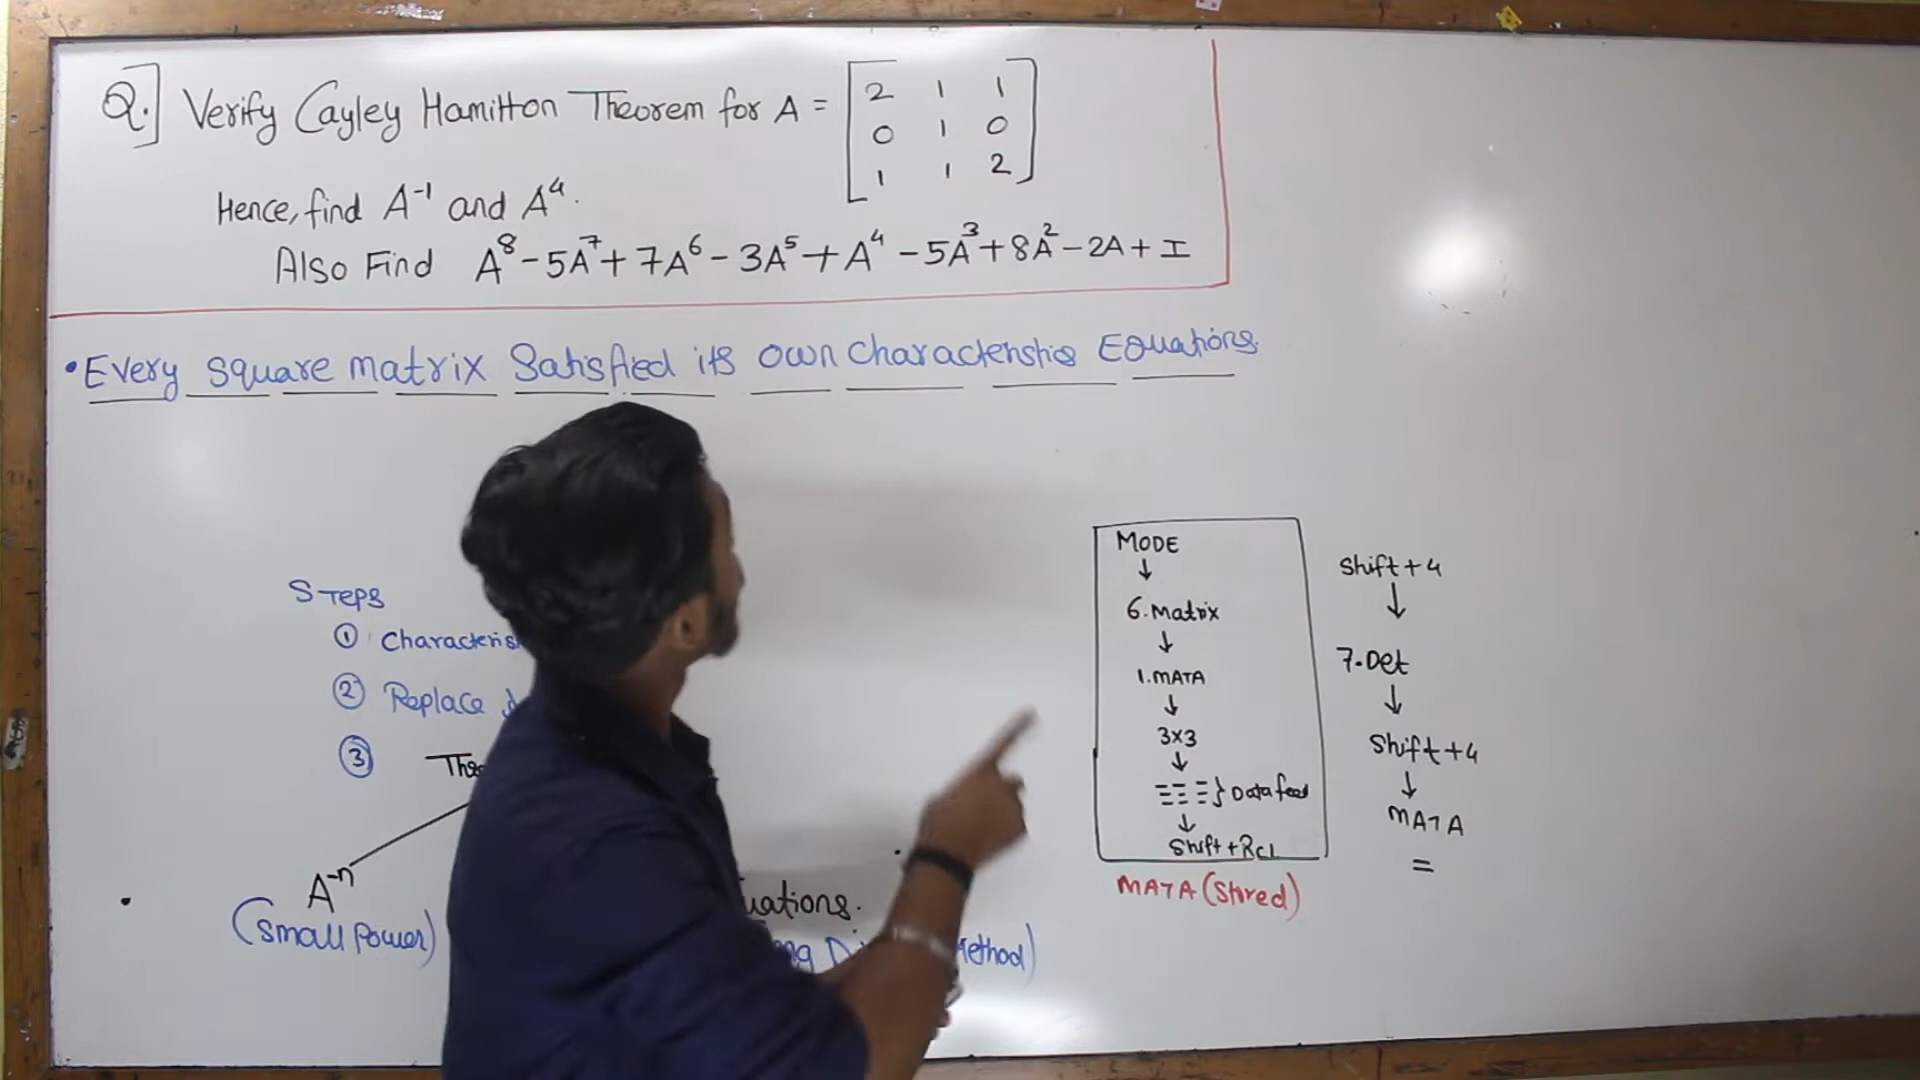 Q.] Verify Cayley Hamilton Theorem for A = [2 1 1
0 1 0
1 1 2]
Hence, find A⁻¹ and A⁴.
Also Find A⁸ - 5A⁷ + 7A⁶ - 3A⁵ + A⁴ - 5A³ + 8A² - 2A + I
• Every square matrix Satisfied its own Characterstics Equations.
Steps
① Characteris
② Replace
③ The
A⁻ⁿ
(Small Power)
uations.
ethod)
MODE
↓
6. Matrix
↓
1. MATA
↓
3×3
↓
Data feed
↓
Shift + RCL
MATA (Stored)
Shift + 4
↓
7. Det
↓
Shift + 4
↓
MATA
=